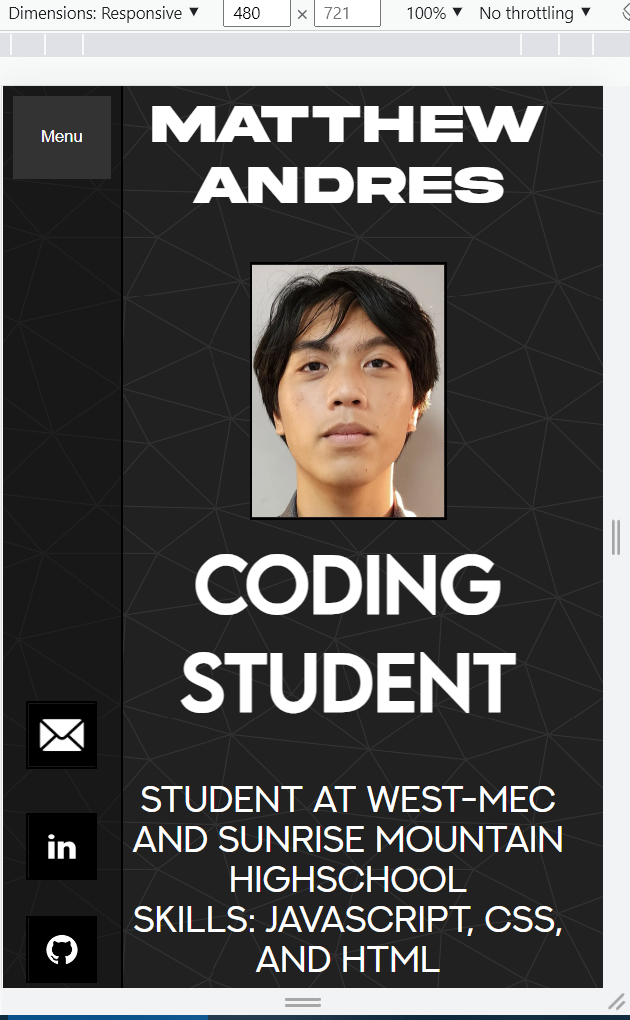 Dimensions: Responsive ▼ 480 × 721 100% ▼ No throttling ▼
Menu
MATTHEW
ANDRES
CODING
STUDENT
in
STUDENT AT WEST-MEC
AND SUNRISE MOUNTAIN
HIGHSCHOOL
SKILLS: JAVASCRIPT, CSS,
AND HTML